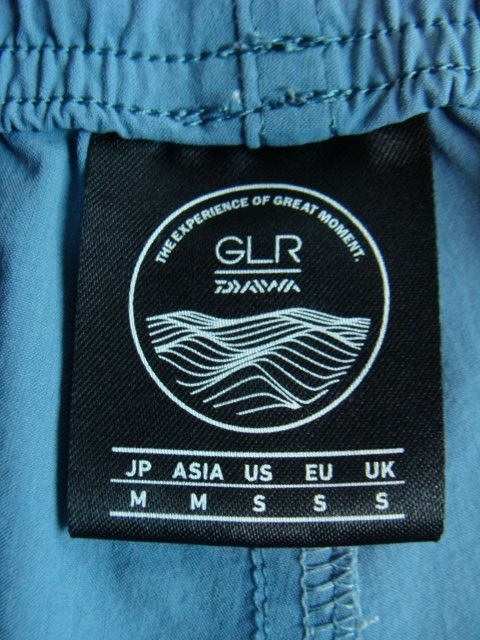 THE EXPERIENCE OF GREAT MOMENT.
GLR
DAIWA
JP ASIA US EU UK
M M S S S